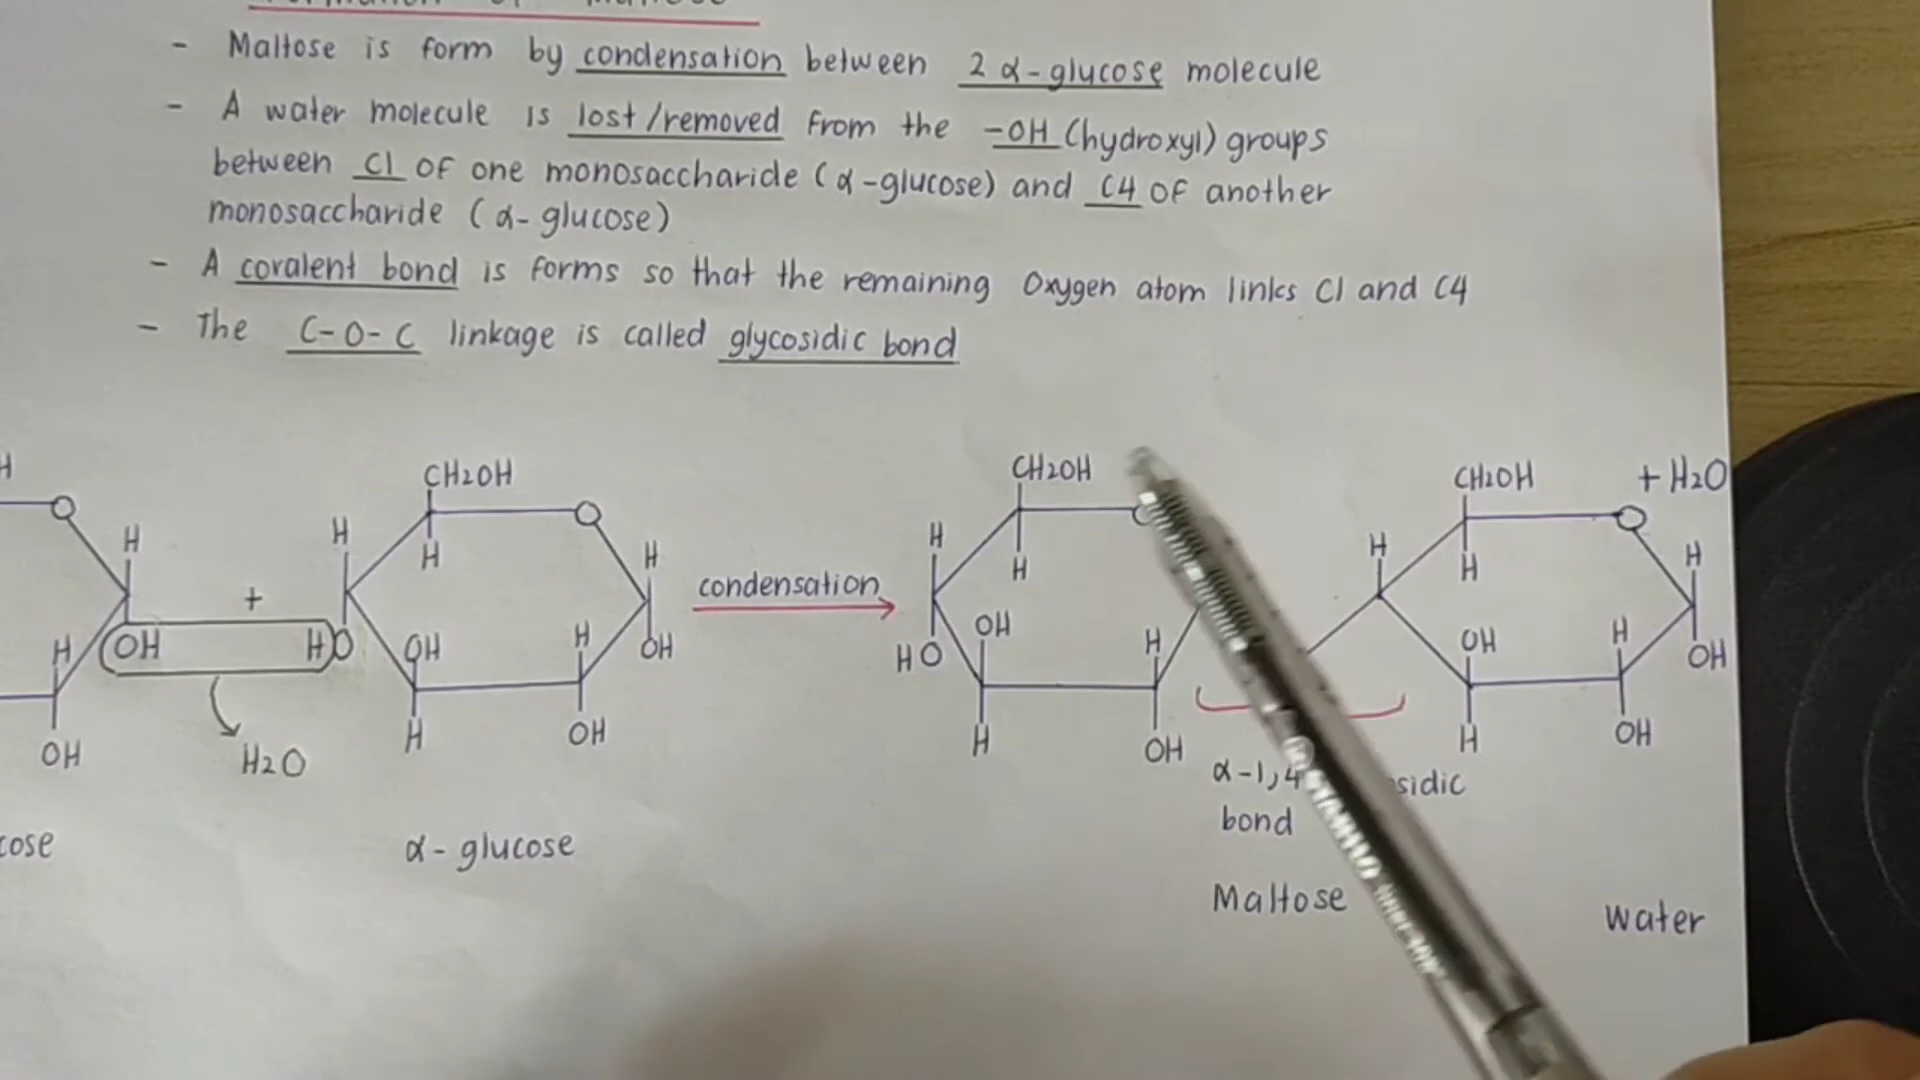 - Maltose is form by condensation between 2 α-glucose molecule
- A water molecule is lost/removed from the -OH (hydroxyl) groups
between C1 of one monosaccharide (α-glucose) and C4 of another
monosaccharide (α-glucose)
- A covalent bond is forms so that the remaining Oxygen atom links C1 and C4
- The C-O-C linkage is called glycosidic bond
H CH2OH CH2OH CH2OH + H2O
O O O
H H H H H
H H H H
+ condensation
OH HO OH H OH HO OH H OH H OH
H
OH H OH H OH H OH
H2O
α-1,4 sidic
bond
cose α-glucose
Maltose water